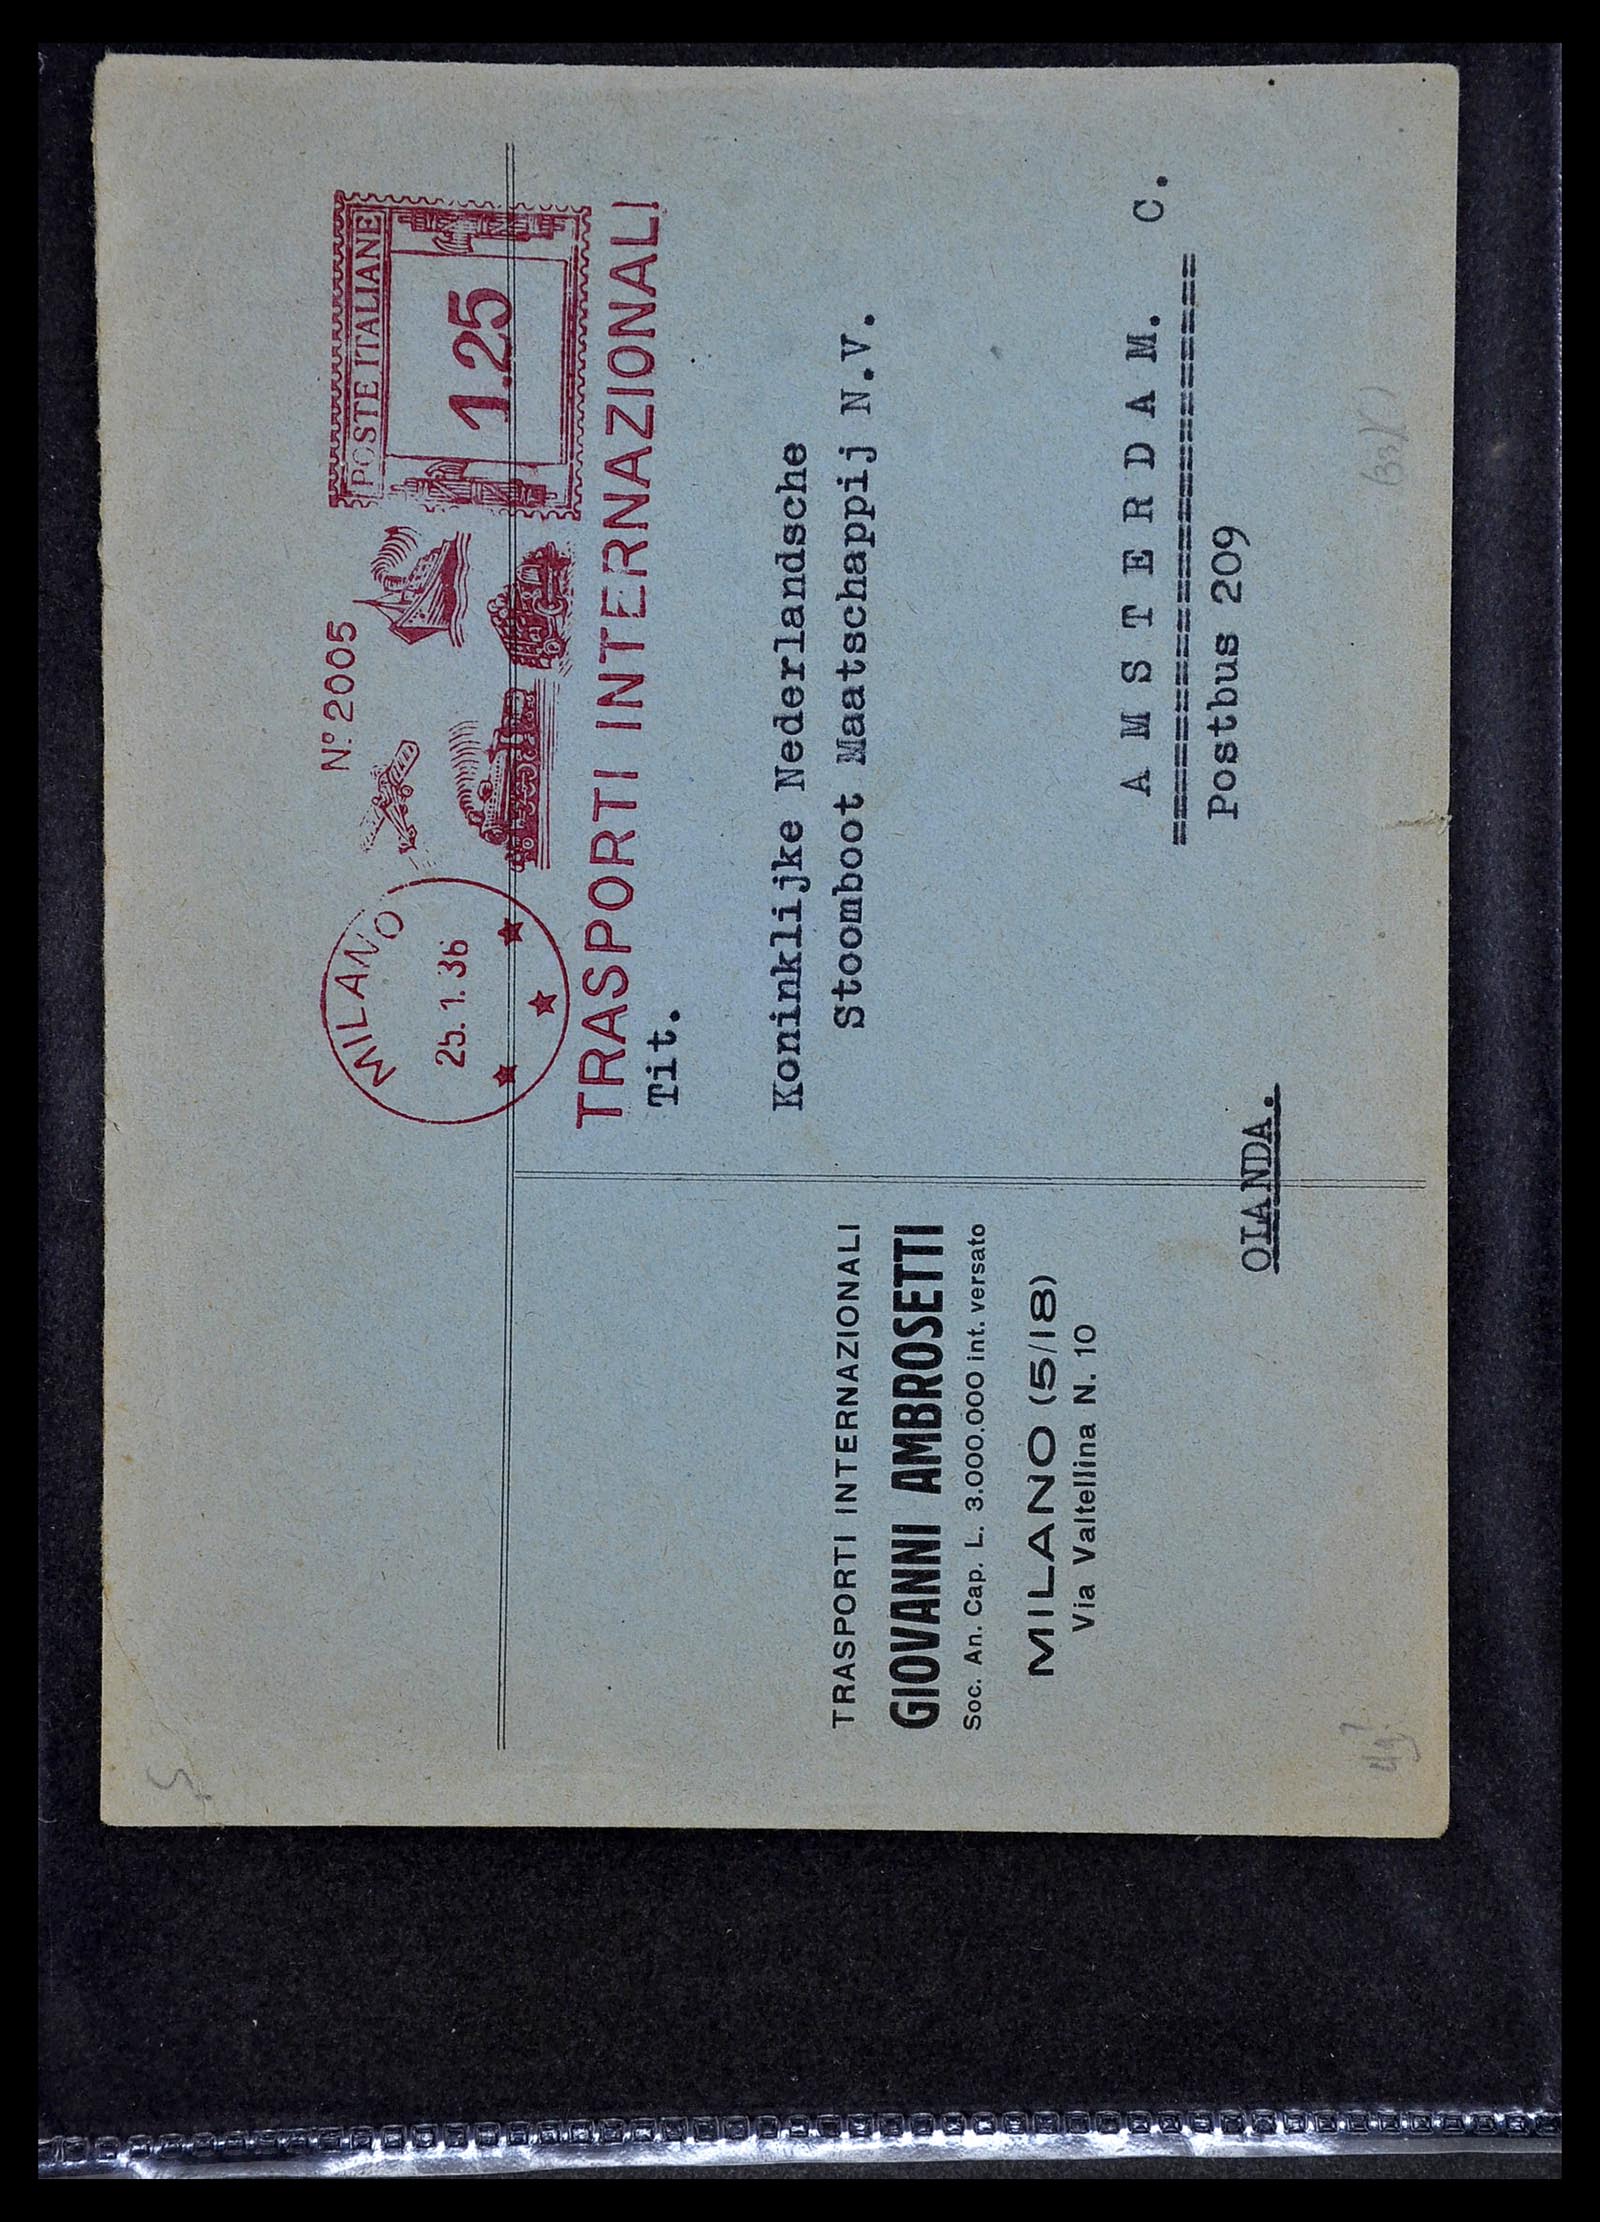 MILANO
25.1.36
Nº 2005
POSTE ITALIANE
1.25
TRASPORTI INTERNAZIONALI
Tit.
Koninklijke Nederlandsche
Stoomboot Maatschappij N.V.
A M S T E R D A M. C.
=====================================
Postbus 209
OLANDA.
TRASPORTI INTERNAZIONALI
GIOVANNI AMBROSETTI
Soc. An. Cap. L. 3.000.000 int. versato
MILANO (5/18)
Via Valtellina N. 10